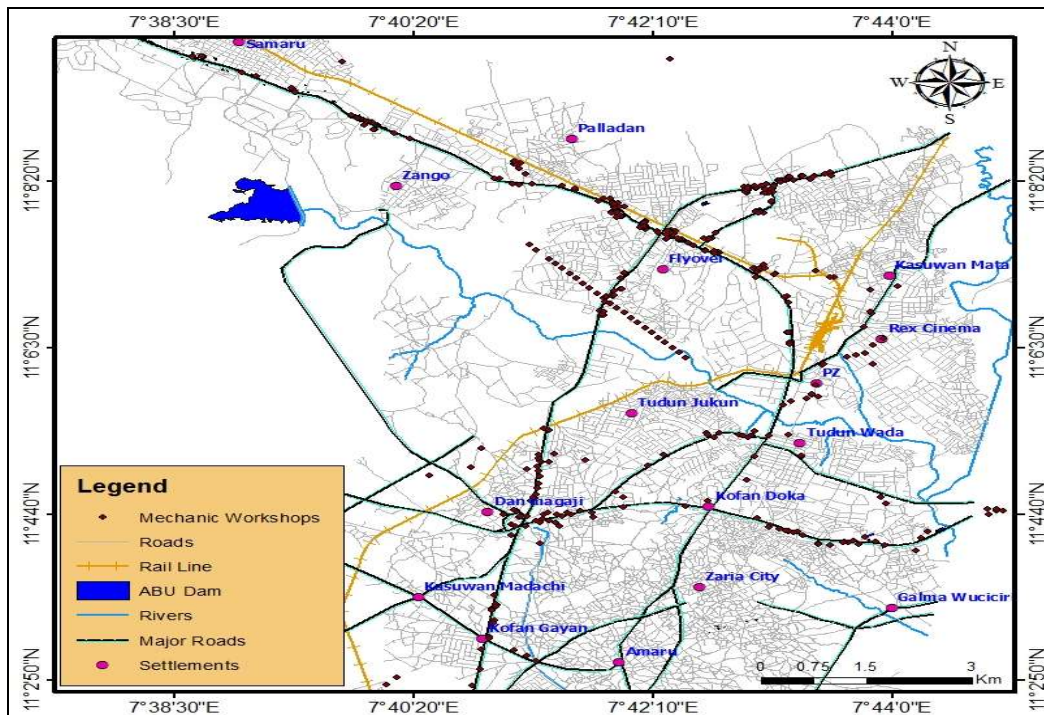 7°38'30"E 7°40'20"E 7°42'10"E 7°44'0"E
Samaru
N
W E
S
Palladan
11°8'20"N 11°8'20"N
Zango
Flyover
Kasuwan Mata
Rex Cinema
11°6'30"N 11°6'30"N
PZ
Tudun Jukun
Tudun Wada
Legend
Mechanic Workshops
Roads
Rail Line
ABU Dam
Rivers
Major Roads
Settlements
Dan magaji
Kofan Doka
11°4'40"N 11°4'40"N
Zaria City
Kasuwan Madachi
Galma Wucicir
Kofan Gayan
Amaru
11°2'50"N 11°2'50"N
0 0.75 1.5 3
Km
7°38'30"E 7°40'20"E 7°42'10"E 7°44'0"E